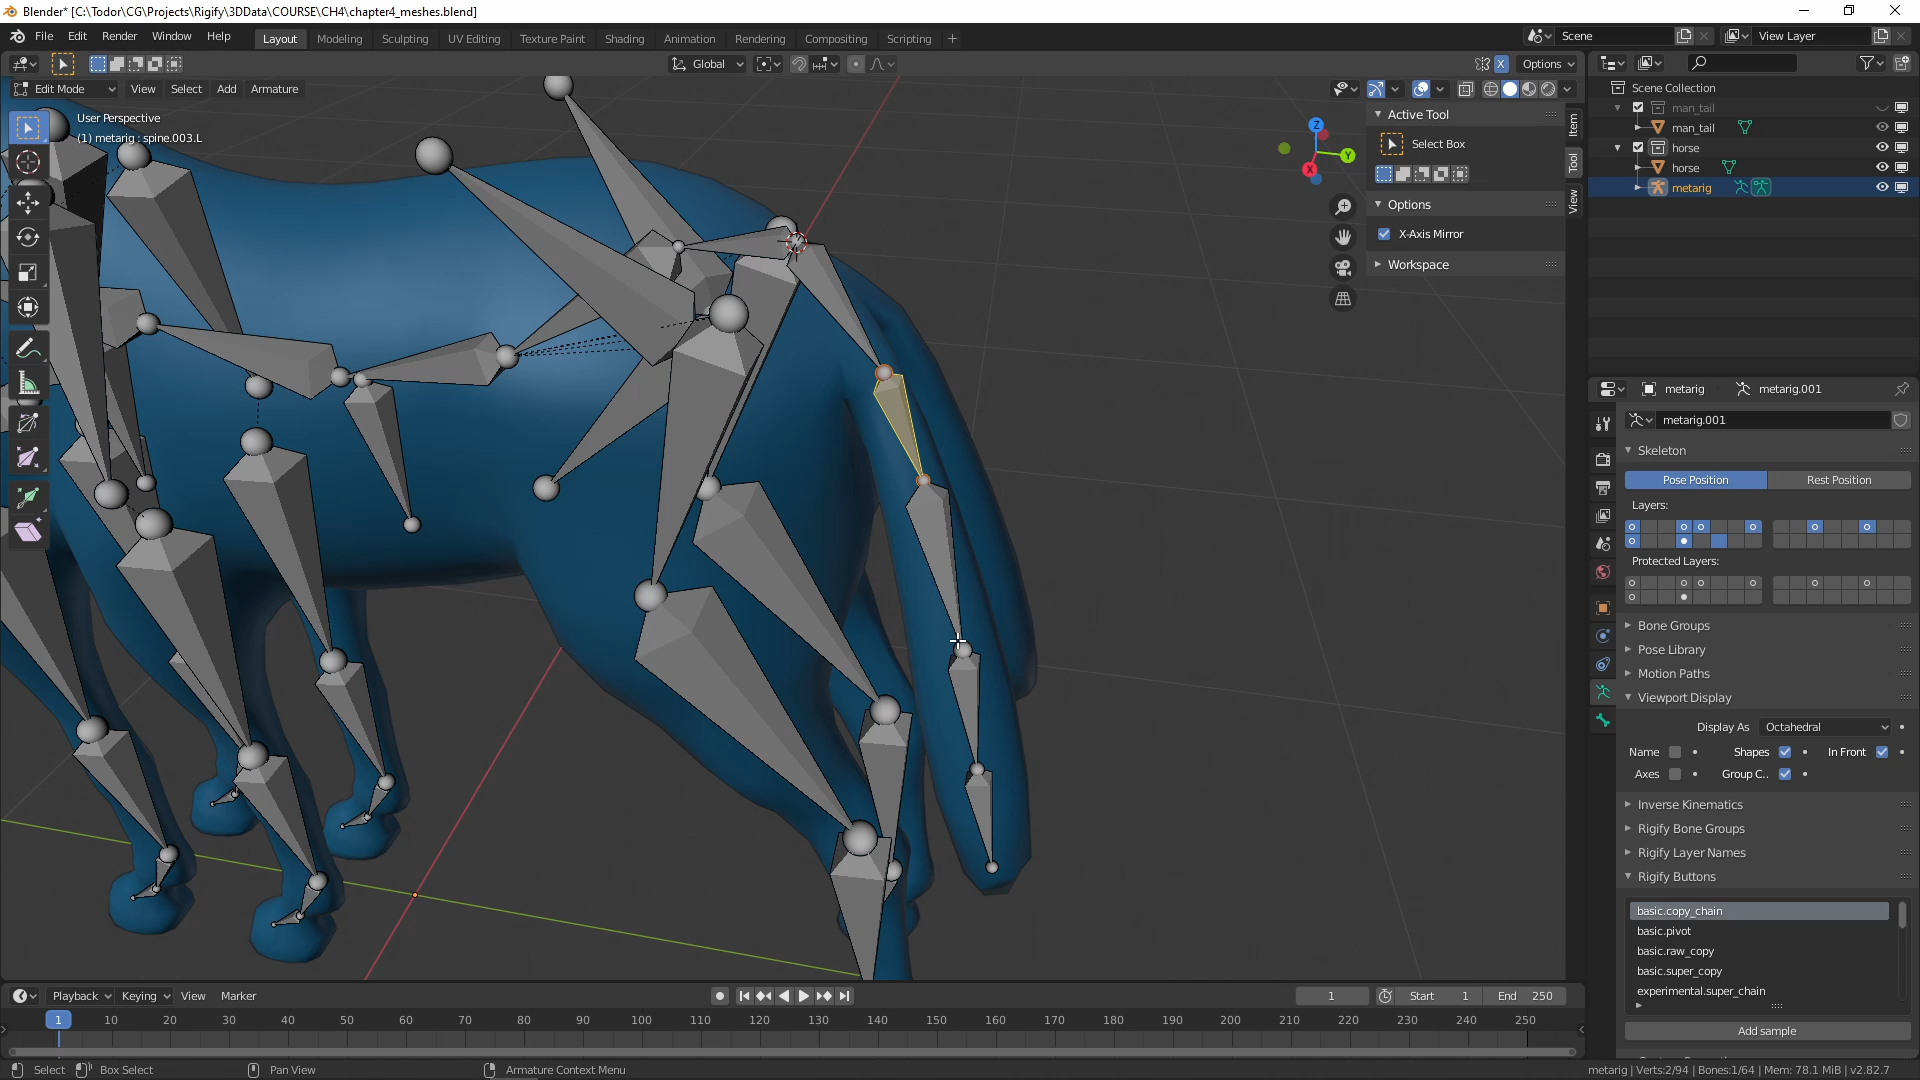 Blender* [C:\Todor\CG\Projects\Rigify\3DData\COURSE\CH4\chapter4_meshes.blend]
File Edit Render Window Help
Layout Modeling Sculpting UV Editing Texture Paint Shading Animation Rendering Compositing Scripting +
Scene
View Layer
Global
X
Options
Edit Mode View Select Add Armature
User Perspective
(1) metarig : spine.003.L
Z
Y
X
Active Tool
Select Box
Options
X-Axis Mirror
Workspace
Item
Tool
View
Scene Collection
man_tail
man_tail
horse
horse
metarig
metarig
metarig.001
metarig.001
Skeleton
Pose Position
Rest Position
Layers:
Protected Layers:
Bone Groups
Pose Library
Motion Paths
Viewport Display
Display As Octahedral
Name Shapes In Front
Axes Group C..
Inverse Kinematics
Rigify Bone Groups
Rigify Layer Names
Rigify Buttons
basic.copy_chain
basic.pivot
basic.raw_copy
basic.super_copy
experimental.super_chain
Add sample
Playback Keying View Marker
1 Start 1 End 250
1 10 20 30 40 50 60 70 80 90 100 110 120 130 140 150 160 170 180 190 200 210 220 230 240 250
Select Box Select Pan View Armature Context Menu
metarig | Verts:2/94 | Bones:1/64 | Mem: 78.1 MiB | v2.82.7